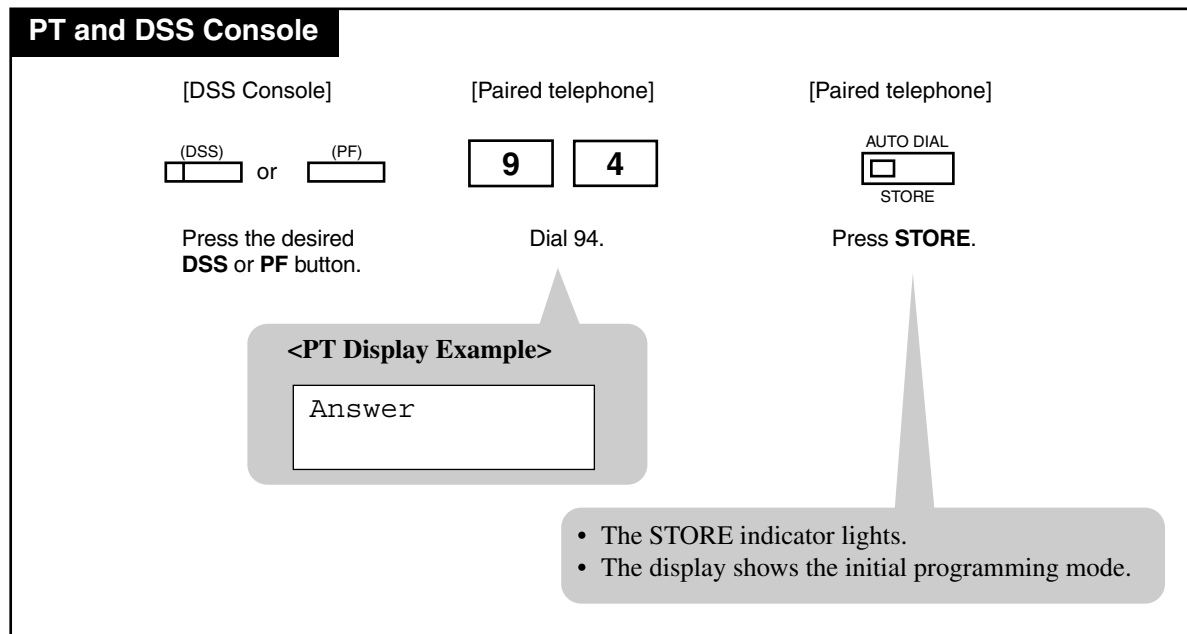 PT and DSS Console
[DSS Console]
[Paired telephone]
[Paired telephone]
(DSS)
or
(PF)
9
4
AUTO DIAL
STORE
Press the desired
DSS or PF button.
Dial 94.
Press STORE.
<PT Display Example>
Answer
• The STORE indicator lights.
• The display shows the initial programming mode.